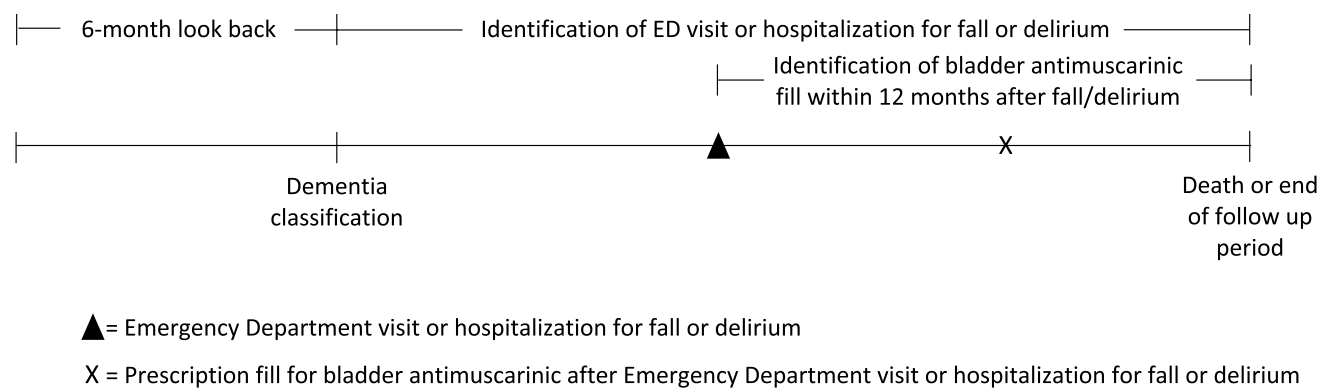 6-month look back
Identification of ED visit or hospitalization for fall or delirium
Identification of bladder antimuscarinic
fill within 12 months after fall/delirium
X
Dementia
classification
Death or end
of follow up
period
▲= Emergency Department visit or hospitalization for fall or delirium
X = Prescription fill for bladder antimuscarinic after Emergency Department visit or hospitalization for fall or delirium